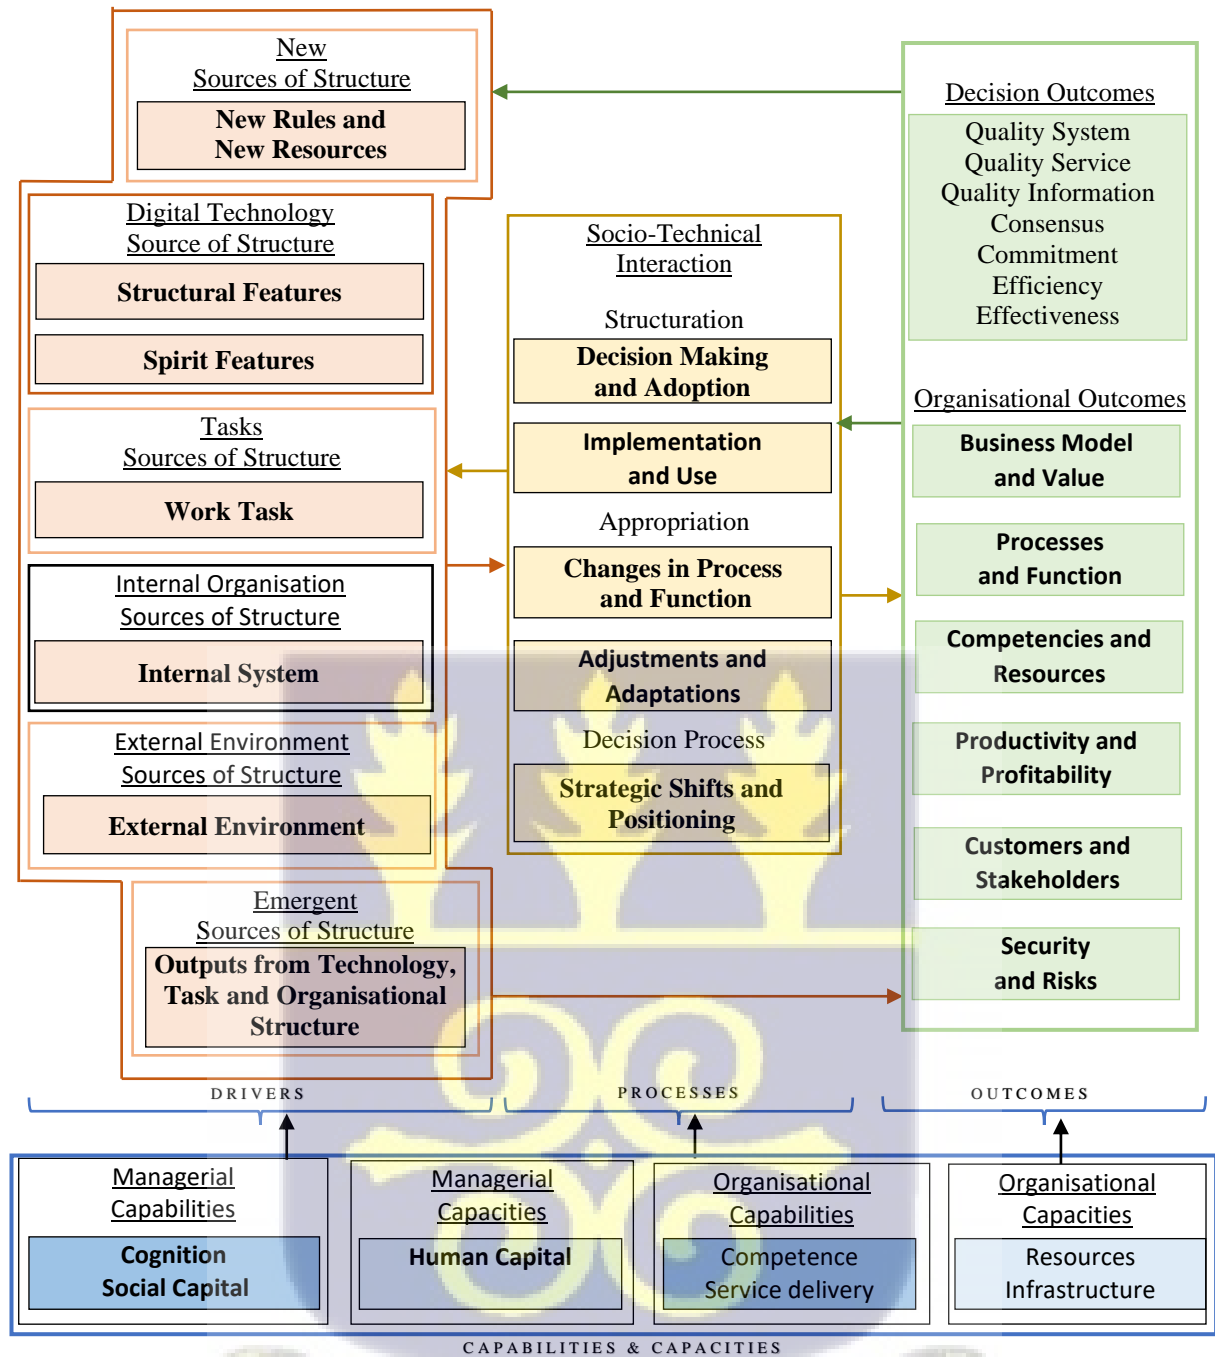 New
Sources of Structure
New Rules and
New Resources
Digital Technology
Source of Structure
Structural Features
Spirit Features
Tasks
Sources of Structure
Work Task
Internal Organisation
Sources of Structure
Internal System
External Environment
Sources of Structure
External Environment
Emergent
Sources of Structure
Outputs from Technology,
Task and Organisational
Structure
Socio-Technical
Interaction
Structuration
Decision Making
and Adoption
Implementation
and Use
Appropriation
Changes in Process
and Function
Adjustments and
Adaptations
Decision Process
Strategic Shifts and
Positioning
Decision Outcomes
Quality System
Quality Service
Quality Information
Consensus
Commitment
Efficiency
Effectiveness
Organisational Outcomes
Business Model
and Value
Processes
and Function
Competencies and
Resources
Productivity and
Profitability
Customers and
Stakeholders
Security
and Risks
DRIVERS
PROCESSES
OUTCOMES
Managerial
Capabilities
Cognition
Social Capital
Managerial
Capacities
Human Capital
Organisational
Capabilities
Competence
Service delivery
Organisational
Capacities
Resources
Infrastructure
CAPABILITIES & CAPACITIES